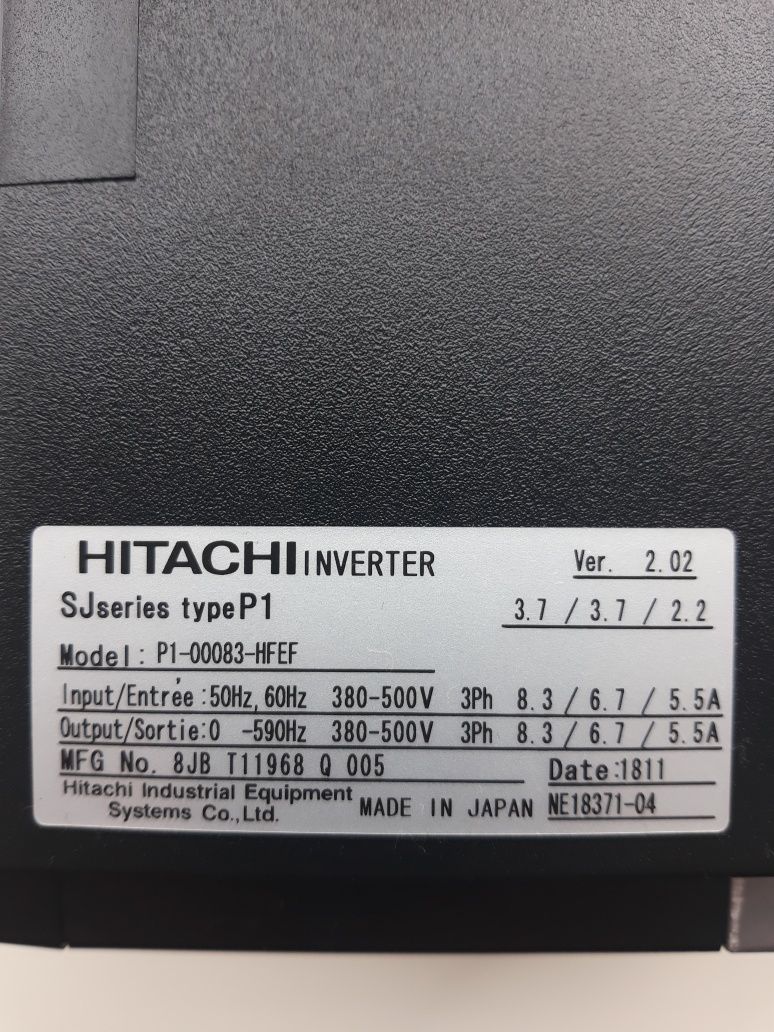 HITACHI INVERTER Ver. 2.02
SJseries typeP1 3.7 / 3.7 / 2.2
Model: P1-00083-HFEF
Input/Entrée:50Hz, 60Hz 380-500V 3Ph 8.3 / 6.7 / 5.5A
Output/Sortie:0 -590Hz 380-500V 3Ph 8.3 / 6.7 / 5.5A
MFG No. 8JB T11968 Q 005 Date:1811
Hitachi Industrial Equipment
Systems Co.,Ltd. MADE IN JAPAN NE18371-04